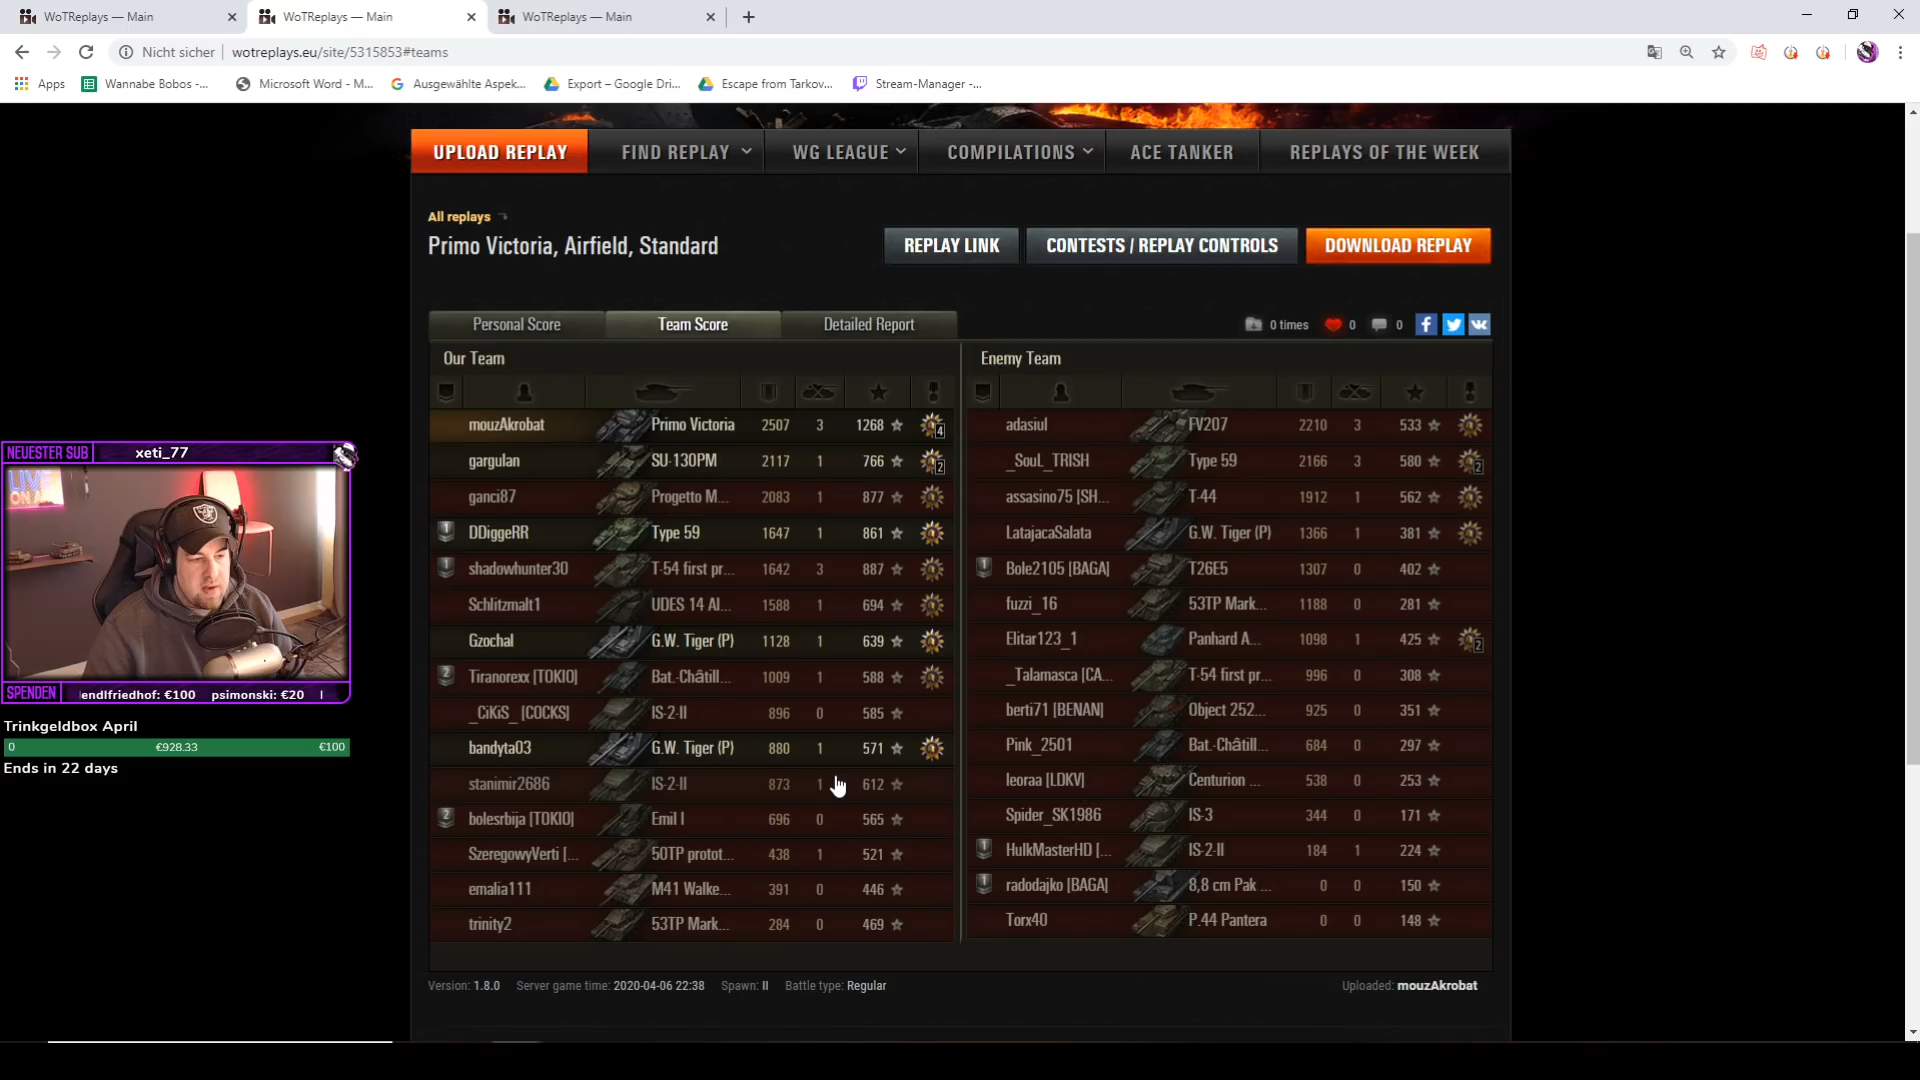 WoTReplays — Main
WoTReplays — Main
WoTReplays — Main
Nicht sicher wotreplays.eu/site/5315853#teams
Apps Wannabe Bobos -... Microsoft Word - M... Ausgewählte Aspek... Export – Google Dri... Escape from Tarkov... Stream-Manager -...
UPLOAD REPLAY FIND REPLAY WG LEAGUE COMPILATIONS ACE TANKER REPLAYS OF THE WEEK
All replays
Primo Victoria, Airfield, Standard
REPLAY LINK CONTESTS / REPLAY CONTROLS DOWNLOAD REPLAY
Personal Score Team Score Detailed Report 0 times 0 0
Our Team Enemy Team
mouzAkrobat Primo Victoria 2507 3 1268 4 adasiul FV207 2210 3 533
gargulan SU-130PM 2117 1 766 2 _SouL_TRISH Type 59 2166 3 580 2
ganci87 Progetto M... 2083 1 877 assasino75 [SH... T-44 1912 1 562
1 DDiggeRR Type 59 1647 1 861 LatajacaSalata G.W. Tiger (P) 1366 1 381
1 shadowhunter30 T-54 first pr... 1642 3 887 1 Bole2105 [BAGA] T26E5 1307 0 402
Schlitzmalt1 UDES 14 Al... 1588 1 694 fuzzi_16 53TP Mark... 1188 0 281
Gzochal G.W. Tiger (P) 1128 1 639 Elitar123_1 Panhard A... 1098 1 425 2
2 Tiranorexx [TOKIO] Bat.-Châtill... 1009 1 588 _Talamasca [CA... T-54 first pr... 996 0 308
_CiKiS_ [COCKS] IS-2-II 896 0 585 berti71 [BENAN] Object 252... 925 0 351
bandyta03 G.W. Tiger (P) 880 1 571 Pink_2501 Bat.-Châtill... 684 0 297
stanimir2686 IS-2-II 873 1 612 leoraa [LDKV] Centurion ... 538 0 253
2 bolesrbija [TOKIO] Emil I 696 0 565 Spider_SK1986 IS-3 344 0 171
SzeregowyVerti [... 50TP protot... 438 1 521 1 HulkMasterHD [... IS-2-II 184 1 224
emalia111 M41 Walke... 391 0 446 1 radodajko [BAGA] 8,8 cm Pak ... 0 0 150
trinity2 53TP Mark... 284 0 469 Torx40 P.44 Pantera 0 0 148
Version: 1.8.0 Server game time: 2020-04-06 22:38 Spawn: II Battle type: Regular Uploaded: mouzAkrobat
NEUESTER SUB xeti_77
LIVE
SPENDEN endlfriedhof: €100 psimonski: €20
Trinkgeldbox April
0 €928.33 €100
Ends in 22 days